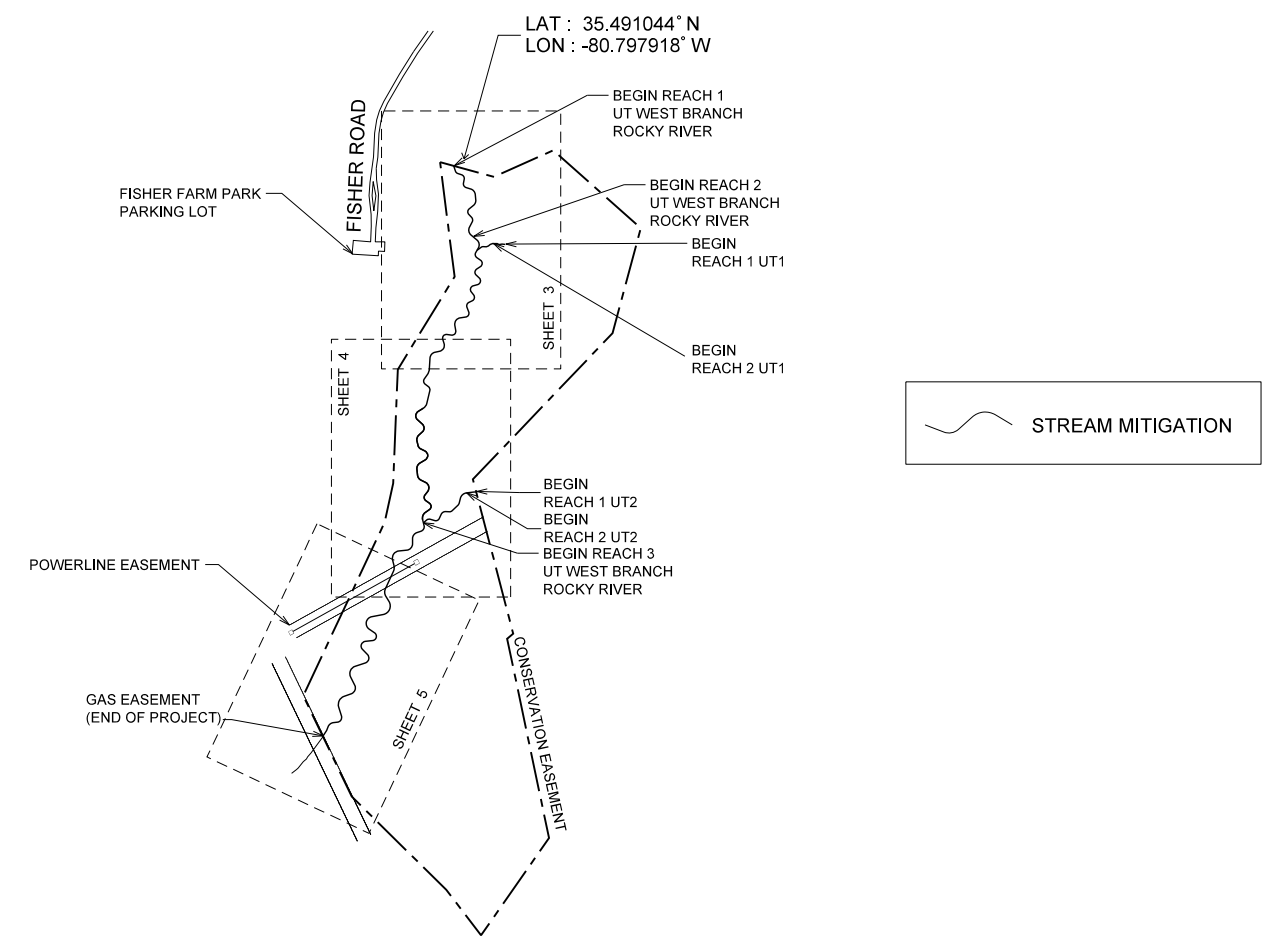 LAT : 35.491044° N
LON : -80.797918° W
BEGIN REACH 1
UT WEST BRANCH
ROCKY RIVER
FISHER ROAD
FISHER FARM PARK
PARKING LOT
BEGIN REACH 2
UT WEST BRANCH
ROCKY RIVER
BEGIN
REACH 1 UT1
SHEET 3
BEGIN
REACH 2 UT1
SHEET 4
STREAM MITIGATION
BEGIN
REACH 1 UT2
BEGIN
REACH 2 UT2
BEGIN REACH 3
UT WEST BRANCH
ROCKY RIVER
POWERLINE EASEMENT
GAS EASEMENT
(END OF PROJECT)
SHEET 5
CONSERVATION EASEMENT